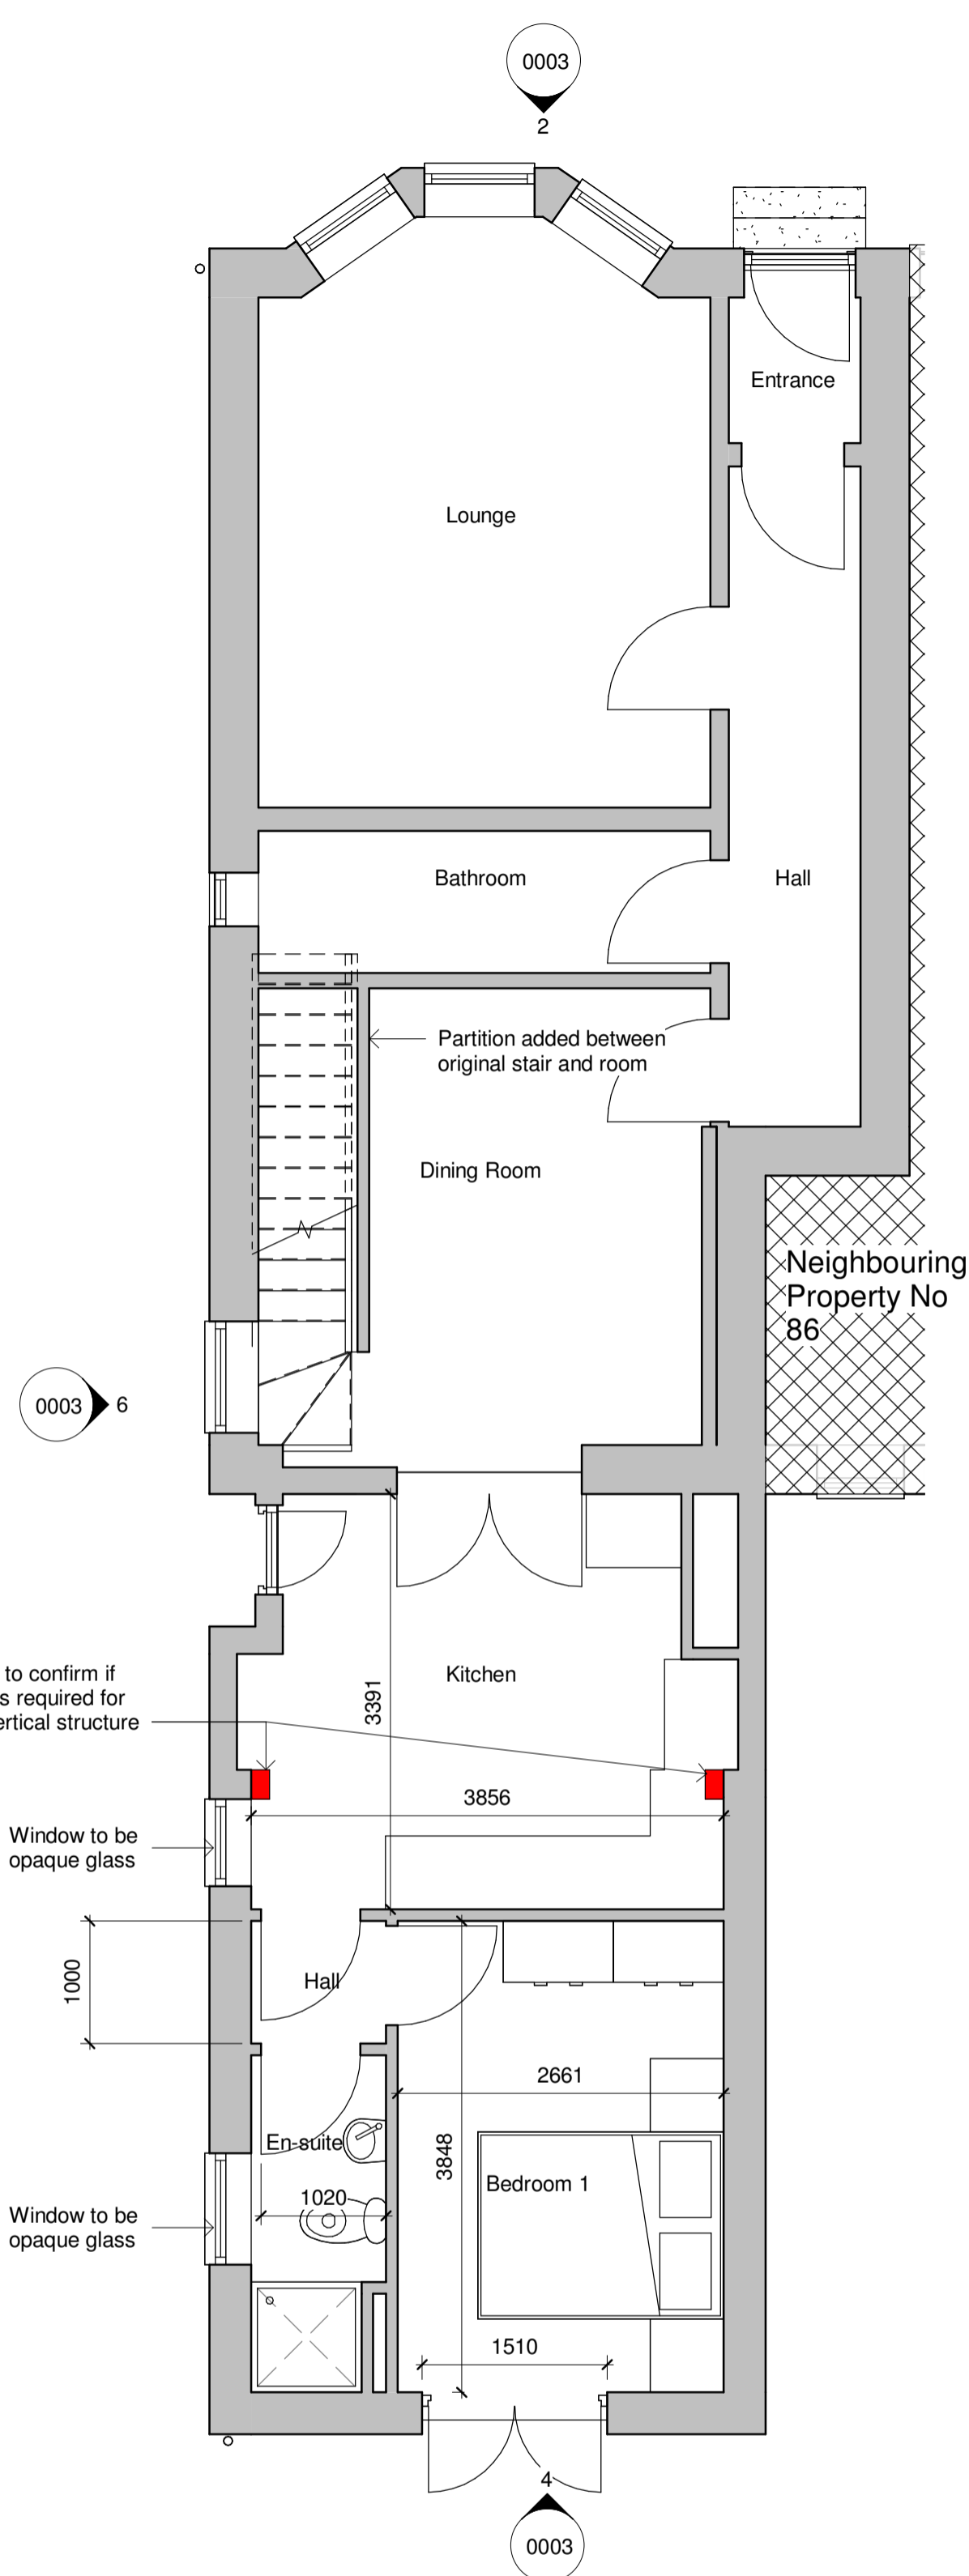 0003
2
Entrance
Lounge
Bathroom
Hall
Partition added between
original stair and room
Dining Room
Neighbouring
Property No
86
0003
6
to confirm if
s required for
ertical structure
Kitchen
3391
3856
Window to be
opaque glass
Hall
1000
2661
En-suite
3848
Bedroom 1
1020
Window to be
opaque glass
1510
4
0003